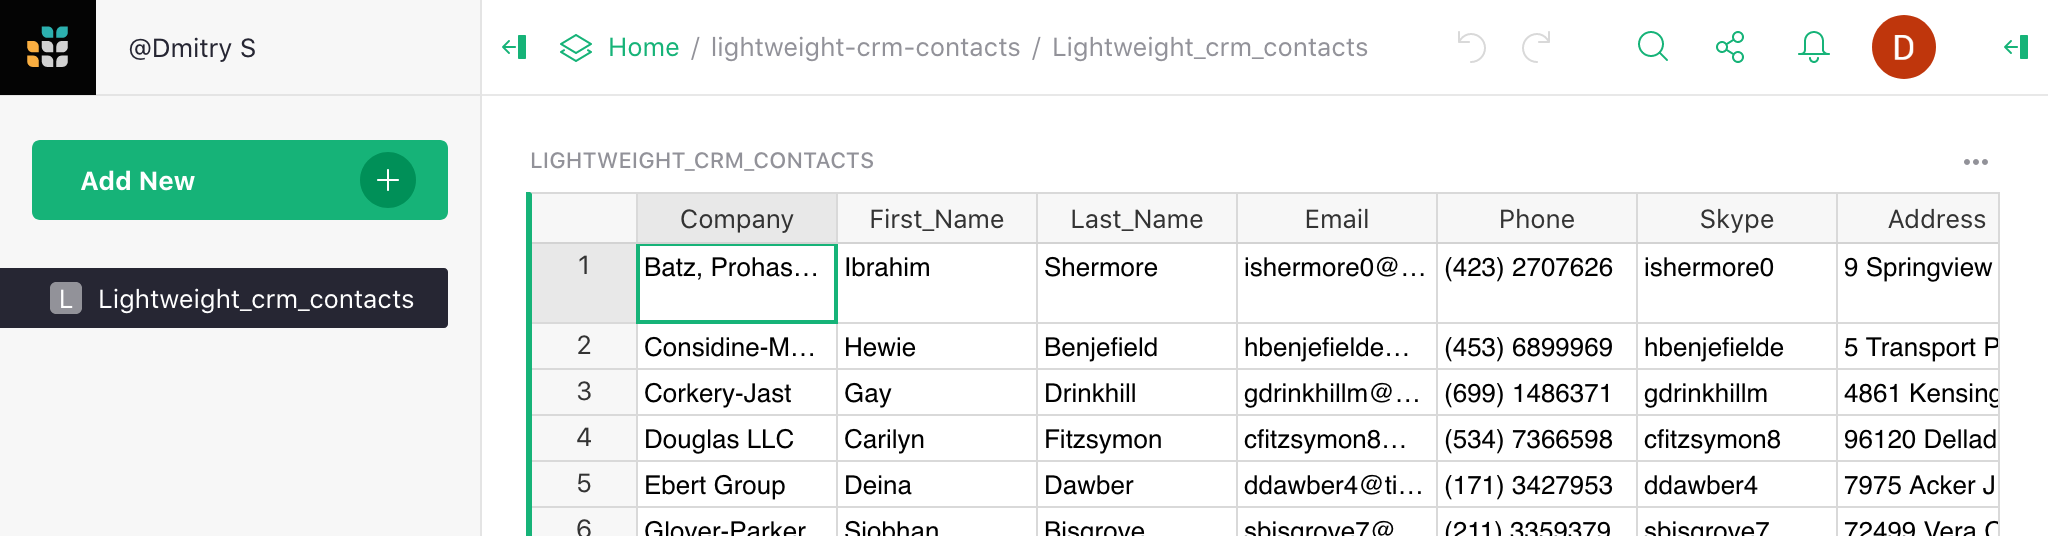 @Dmitry S
Home / lightweight-crm-contacts / Lightweight_crm_contacts
D
Add New
L Lightweight_crm_contacts
LIGHTWEIGHT_CRM_CONTACTS
Company First_Name Last_Name Email Phone Skype Address
1 Batz, Prohas… Ibrahim Shermore ishermore0@… (423) 2707626 ishermore0 9 Springview
2 Considine-M… Hewie Benjefield hbenjefielde… (453) 6899969 hbenjefielde 5 Transport P
3 Corkery-Jast Gay Drinkhill gdrinkhillm@… (699) 1486371 gdrinkhillm 4861 Kensing
4 Douglas LLC Carilyn Fitzsymon cfitzsymon8… (534) 7366598 cfitzsymon8 96120 Dellad
5 Ebert Group Deina Dawber ddawber4@ti… (171) 3427953 ddawber4 7975 Acker J
6 Glover-Parker Siobhan Bisgrove sbisgrove7@ (211) 3359379 sbisgrove7 72499 Vera C